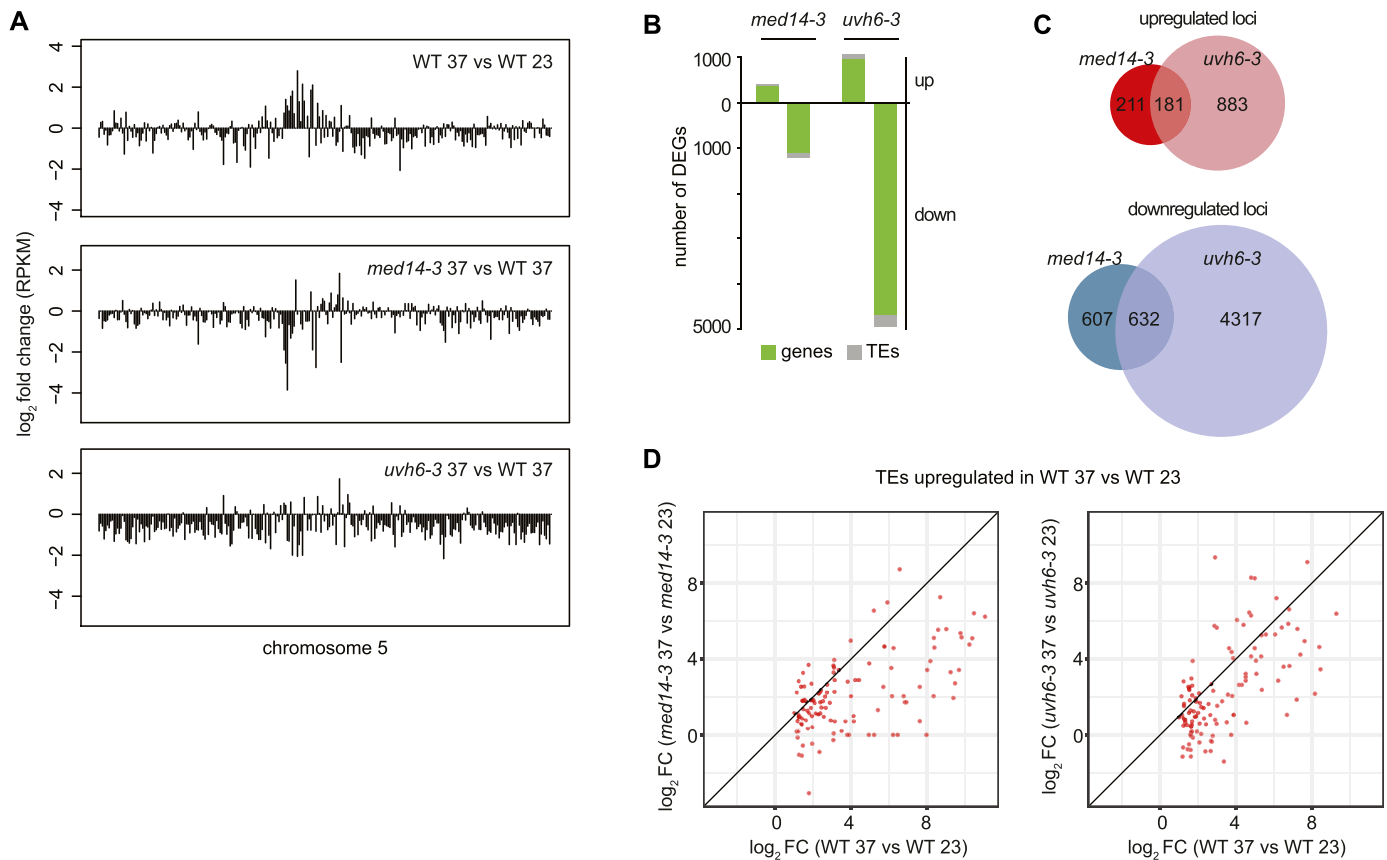 A
log2 fold change (RPKM)
4
2
0
−2
−4
WT 37 vs WT 23
2
0
−2
−4
med14-3 37 vs WT 37
2
0
−2
−4
uvh6-3 37 vs WT 37
chromosome 5
B
med14-3
uvh6-3
number of DEGs
1000
0
1000
5000
up
down
genes
TEs
C
upregulated loci
med14-3
uvh6-3
211
181
883
downregulated loci
med14-3
uvh6-3
607
632
4317
D
TEs upregulated in WT 37 vs WT 23
log2 FC (med14-3 37 vs med14-3 23)
8
4
0
0
4
8
log2 FC (WT 37 vs WT 23)
log2 FC (uvh6-3 37 vs uvh6-3 23)
8
4
0
0
4
8
log2 FC (WT 37 vs WT 23)